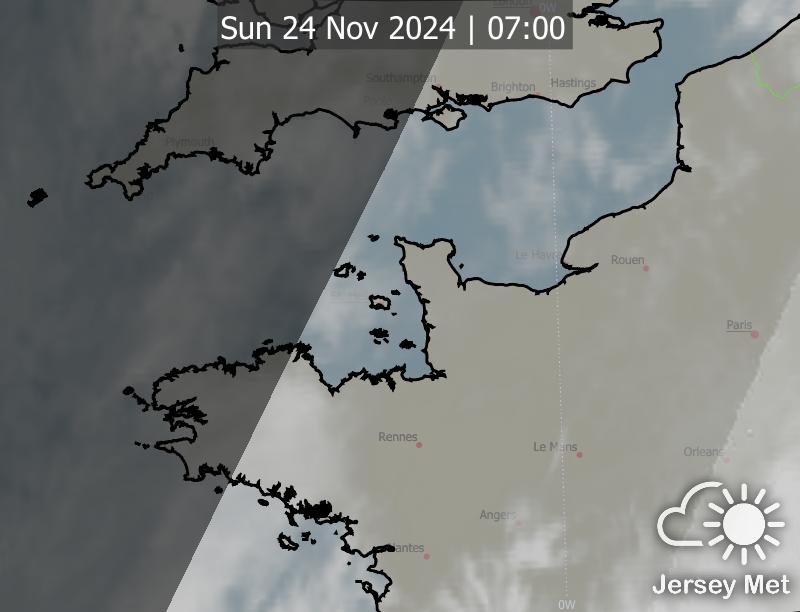 London
0W
Sun 24 Nov 2024 | 07:00
Southampton
Brighton
Hastings
Plymouth
Le Havre
Rouen
Paris
Rennes
Le Mans
Orleans
Angers
Nantes
Jersey Met
0W